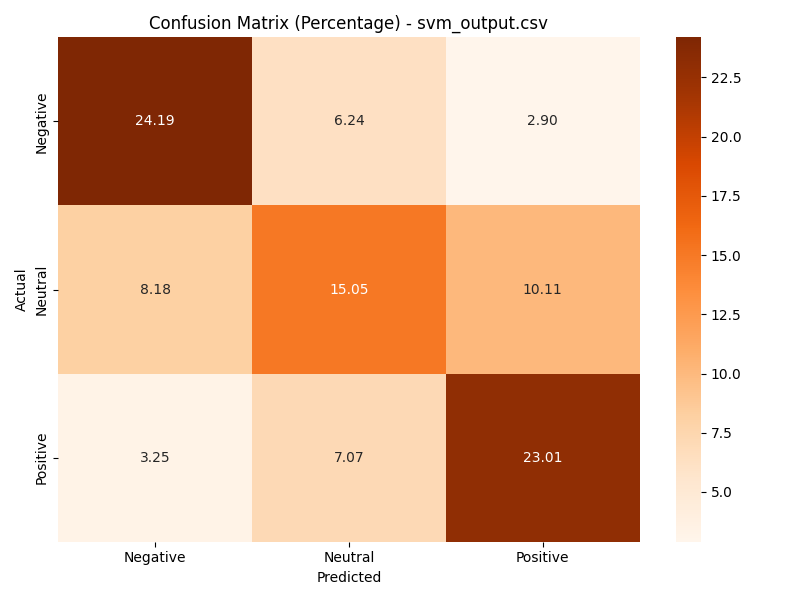 Confusion Matrix (Percentage) - svm_output.csv
Actual
Negative
24.19 6.24 2.90
Neutral
8.18 15.05 10.11
Positive
3.25 7.07 23.01
Negative Neutral Positive
Predicted
22.5
20.0
17.5
15.0
12.5
10.0
7.5
5.0